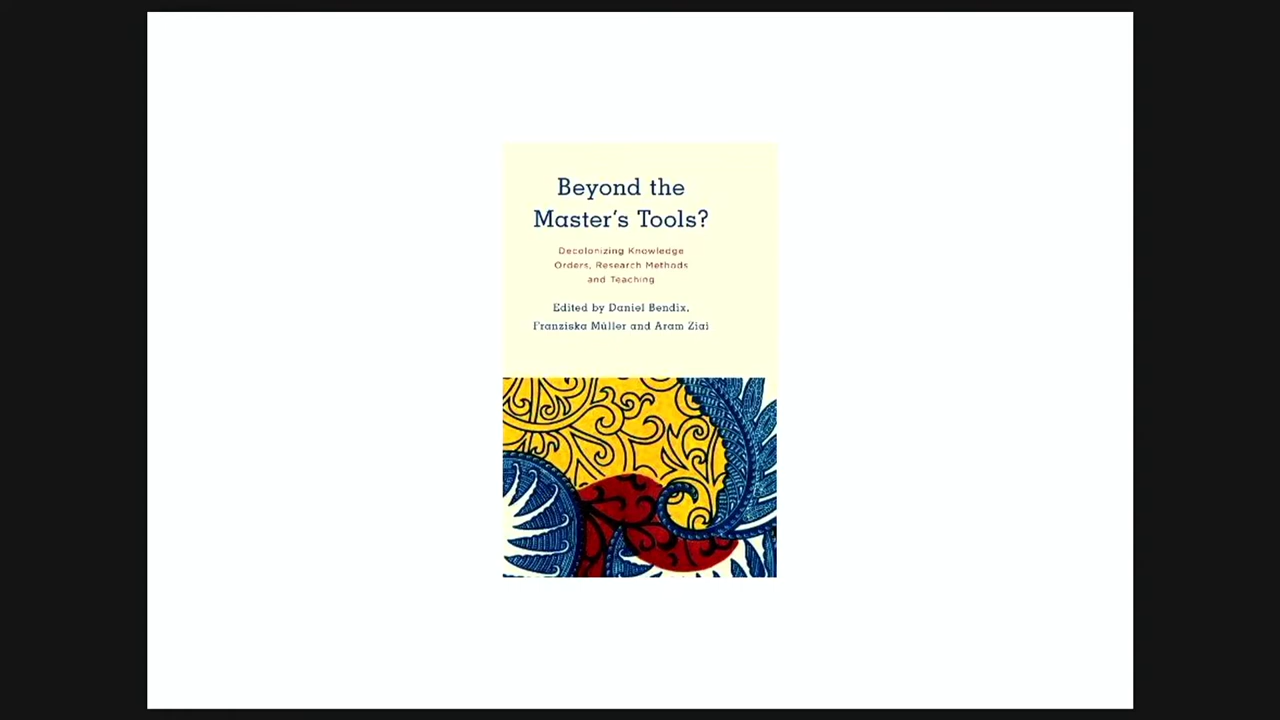 Beyond the
Master's Tools?
Decolonizing Knowledge
Orders, Research Methods
and Teaching
Edited by Daniel Bendix,
Franziska Müller and Aram Ziai